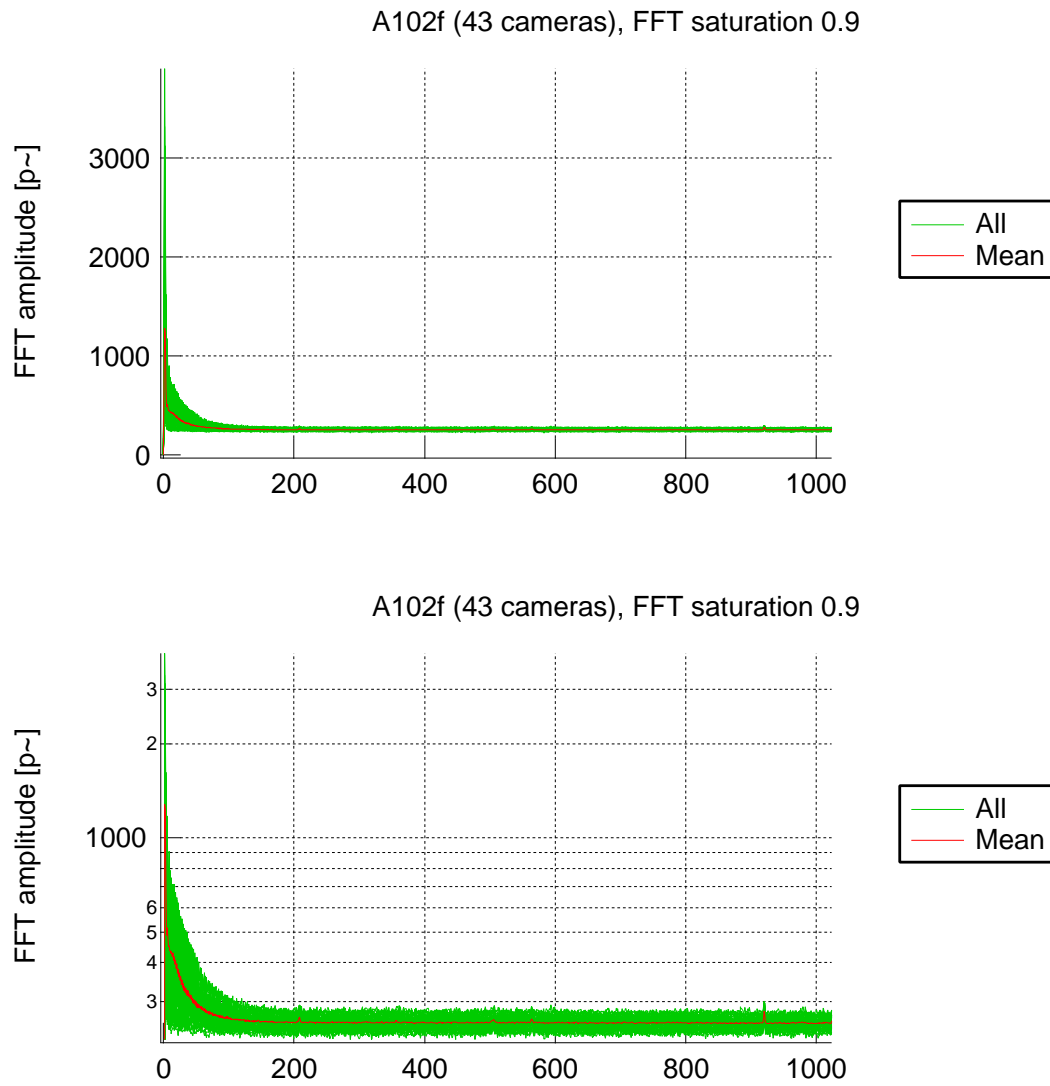 A102f (43 cameras), FFT saturation 0.9
FFT amplitude [p~]
3000
2000
1000
0
0 200 400 600 800 1000
All
Mean
A102f (43 cameras), FFT saturation 0.9
FFT amplitude [p~]
3
2
1000
6
5
4
3
0 200 400 600 800 1000
All
Mean